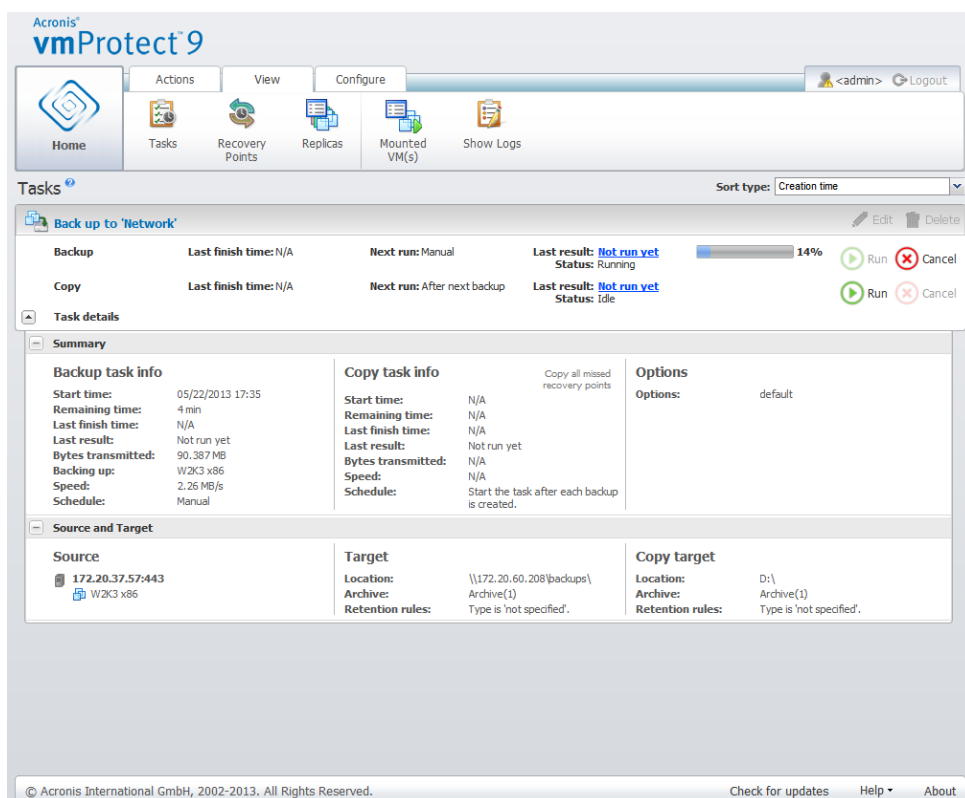 Acronis®
vmProtect™ 9
Actions View Configure
<admin> Logout
Home
Tasks
Recovery Points
Replicas
Mounted VM(s)
Show Logs
Tasks
Sort type: Creation time
Back up to 'Network'
Edit Delete
Backup Last finish time: N/A Next run: Manual Last result: Not run yet 14% Run Cancel
Status: Running
Copy Last finish time: N/A Next run: After next backup Last result: Not run yet Run Cancel
Status: Idle
Task details
Summary
Backup task info
Start time: 05/22/2013 17:35
Remaining time: 4 min
Last finish time: N/A
Last result: Not run yet
Bytes transmitted: 90.387 MB
Backing up: W2K3 x86
Speed: 2.26 MB/s
Schedule: Manual
Copy task info
Copy all missed
recovery points
Start time: N/A
Remaining time: N/A
Last finish time: N/A
Last result: Not run yet
Bytes transmitted: N/A
Speed: N/A
Schedule: Start the task after each backup
is created.
Options
Options: default
Source and Target
Source
172.20.37.57:443
W2K3 x86
Target
Location: \\172.20.60.208\backups\
Archive: Archive(1)
Retention rules: Type is 'not specified'.
Copy target
Location: D:\
Archive: Archive(1)
Retention rules: Type is 'not specified'.
© Acronis International GmbH, 2002-2013. All Rights Reserved.
Check for updates Help About